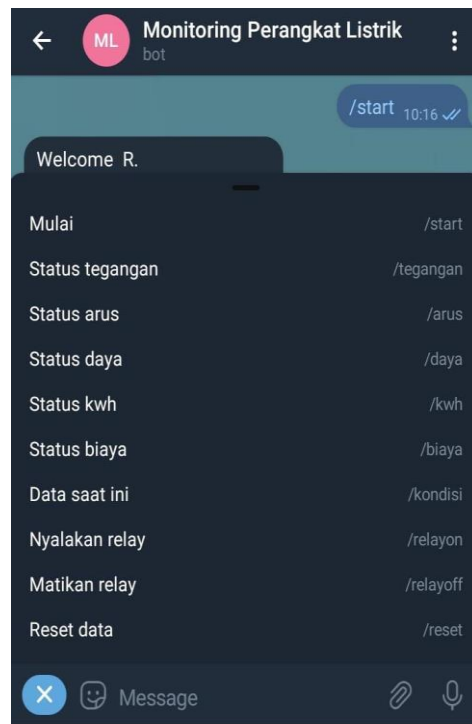 ML
Monitoring Perangkat Listrik
bot
/start 10:16
Welcome R.
Mulai /start
Status tegangan /tegangan
Status arus /arus
Status daya /daya
Status kwh /kwh
Status biaya /biaya
Data saat ini /kondisi
Nyalakan relay /relayon
Matikan relay /relayoff
Reset data /reset
Message